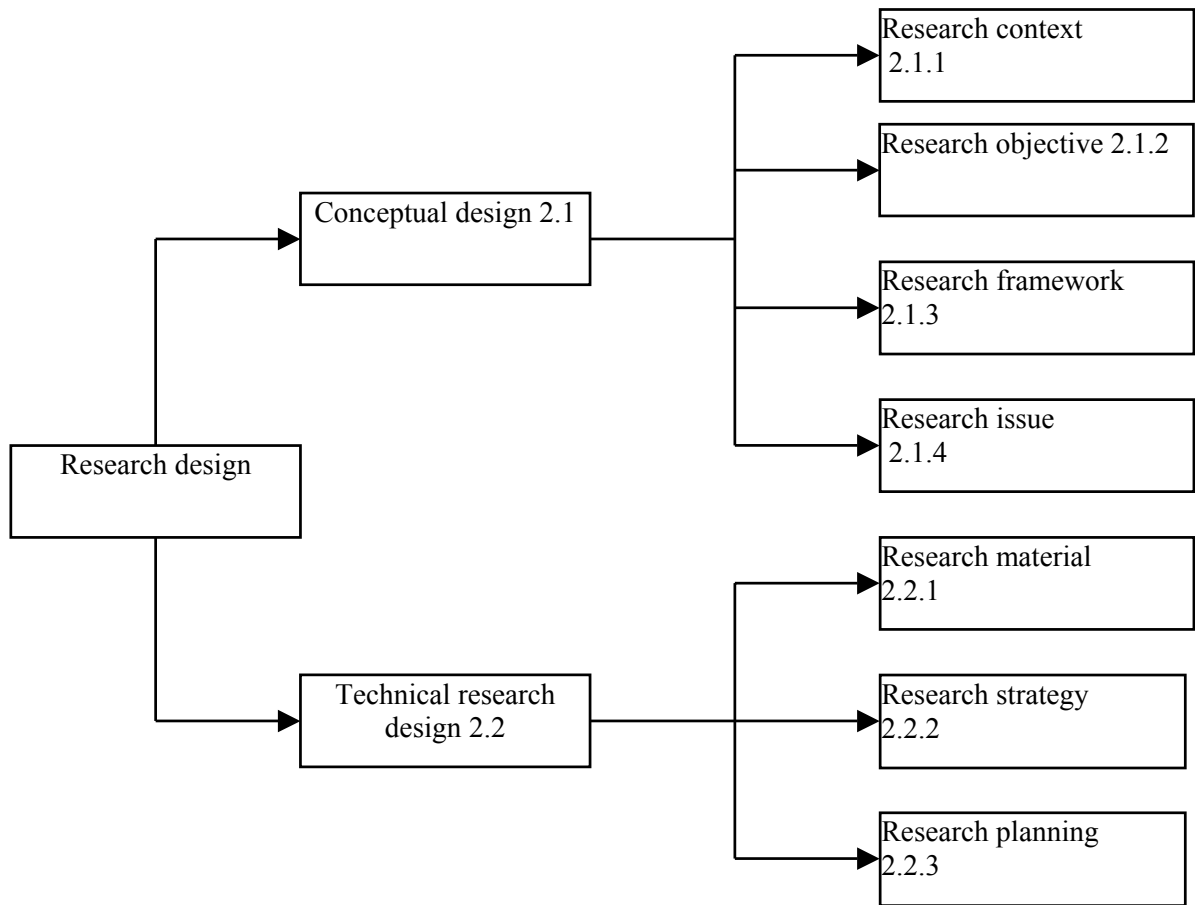 Research context
2.1.1
Research objective 2.1.2
Conceptual design 2.1
Research framework
2.1.3
Research issue
2.1.4
Research design
Research material
2.2.1
Technical research
design 2.2
Research strategy
2.2.2
Research planning
2.2.3